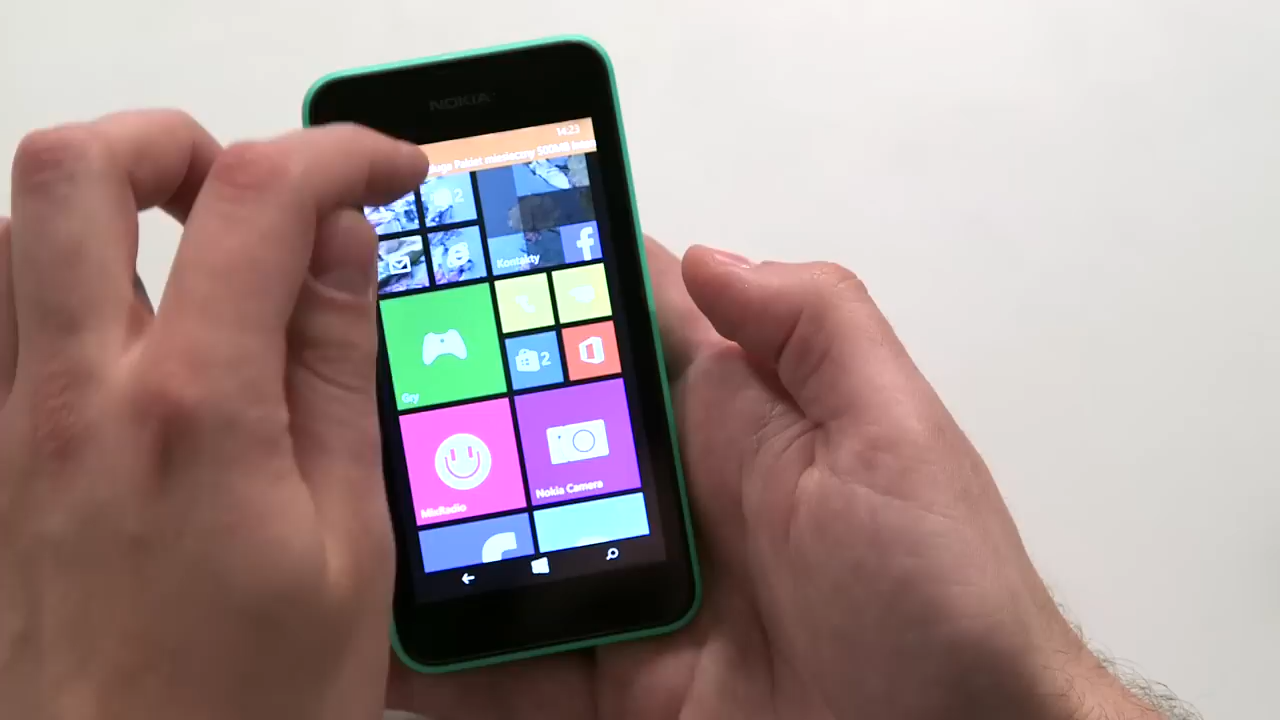 NOKIA
14:23
Pakiet miesięczny 500MB
2
Kontakty
f
Gry
2
MixRadio
Nokia Camera
f